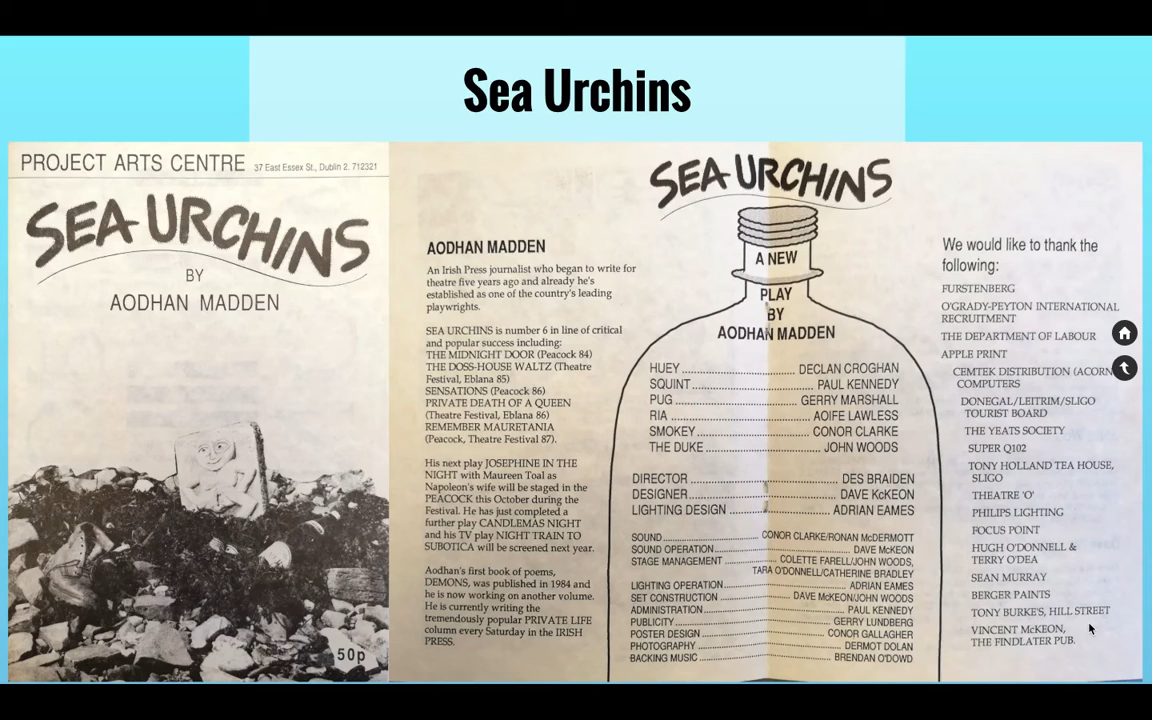 Sea Urchins
PROJECT ARTS CENTRE 37 East Essex St., Dublin 2. 712321
SEA URCHINS
BY
AODHAN MADDEN
50p
AODHAN MADDEN
An Irish Press journalist who began to write for
theatre five years ago and already he's
established as one of the country's leading
playwrights.
SEA URCHINS is number 6 in line of critical
and popular success including:
THE MIDNIGHT DOOR (Peacock 84)
THE DOSS-HOUSE WALTZ (Theatre
Festival, Eblana 85)
SENSATIONS (Peacock 86)
PRIVATE DEATH OF A QUEEN
(Theatre Festival, Eblana 86)
REMEMBER MAURETANIA
(Peacock, Theatre Festival 87).
His next play JOSEPHINE IN THE
NIGHT with Maureen Toal as
Napoleon's wife will be staged in the
PEACOCK this October during the
Festival. He has just completed a
further play CANDLEMAS NIGHT
and his TV play NIGHT TRAIN TO
SUBOTICA will be screened next year.
Aodhan's first book of poems,
DEMONS, was published in 1984 and
he is now working on another volume.
He is currently writing the
tremendously popular PRIVATE LIFE
column every Saturday in the IRISH
PRESS.
SEA URCHINS
A NEW
PLAY
BY
AODHAN MADDEN
HUEY ........ DECLAN CROGHAN
SQUINT ........ PAUL KENNEDY
PUG ........ GERRY MARSHALL
RIA ........ AOIFE LAWLESS
SMOKEY ........ CONOR CLARKE
THE DUKE ........ JOHN WOODS
DIRECTOR ........ DES BRAIDEN
DESIGNER ........ DAVE McKEON
LIGHTING DESIGN ........ ADRIAN EAMES
SOUND ........ CONOR CLARKE/RONAN McDERMOTT
SOUND OPERATION ........ DAVE McKEON
STAGE MANAGEMENT ........ COLETTE FARELL/JOHN WOODS,
TARA O'DONNELL/CATHERINE BRADLEY
LIGHTING OPERATION ........ ADRIAN EAMES
SET CONSTRUCTION ........ DAVE McKEON/JOHN WOODS
ADMINISTRATION ........ PAUL KENNEDY
PUBLICITY ........ GERRY LUNDBERG
POSTER DESIGN ........ CONOR GALLAGHER
PHOTOGRAPHY ........ DERMOT DOLAN
BACKING MUSIC ........ BRENDAN O'DOWD
We would like to thank the
following:
FURSTENBERG
O'GRADY-PEYTON INTERNATIONAL
RECRUITMENT
THE DEPARTMENT OF LABOUR
APPLE PRINT
CEMTEK DISTRIBUTION (ACORN
COMPUTERS
DONEGAL/LEITRIM/SLIGO
TOURIST BOARD
THE YEATS SOCIETY
SUPER Q102
TONY HOLLAND TEA HOUSE,
SLIGO
THEATRE 'O'
PHILIPS LIGHTING
FOCUS POINT
HUGH O'DONNELL &
TERRY O'DEA
SEAN MURRAY
BERGER PAINTS
TONY BURKE'S, HILL STREET
VINCENT McKEON,
THE FINDLATER PUB.